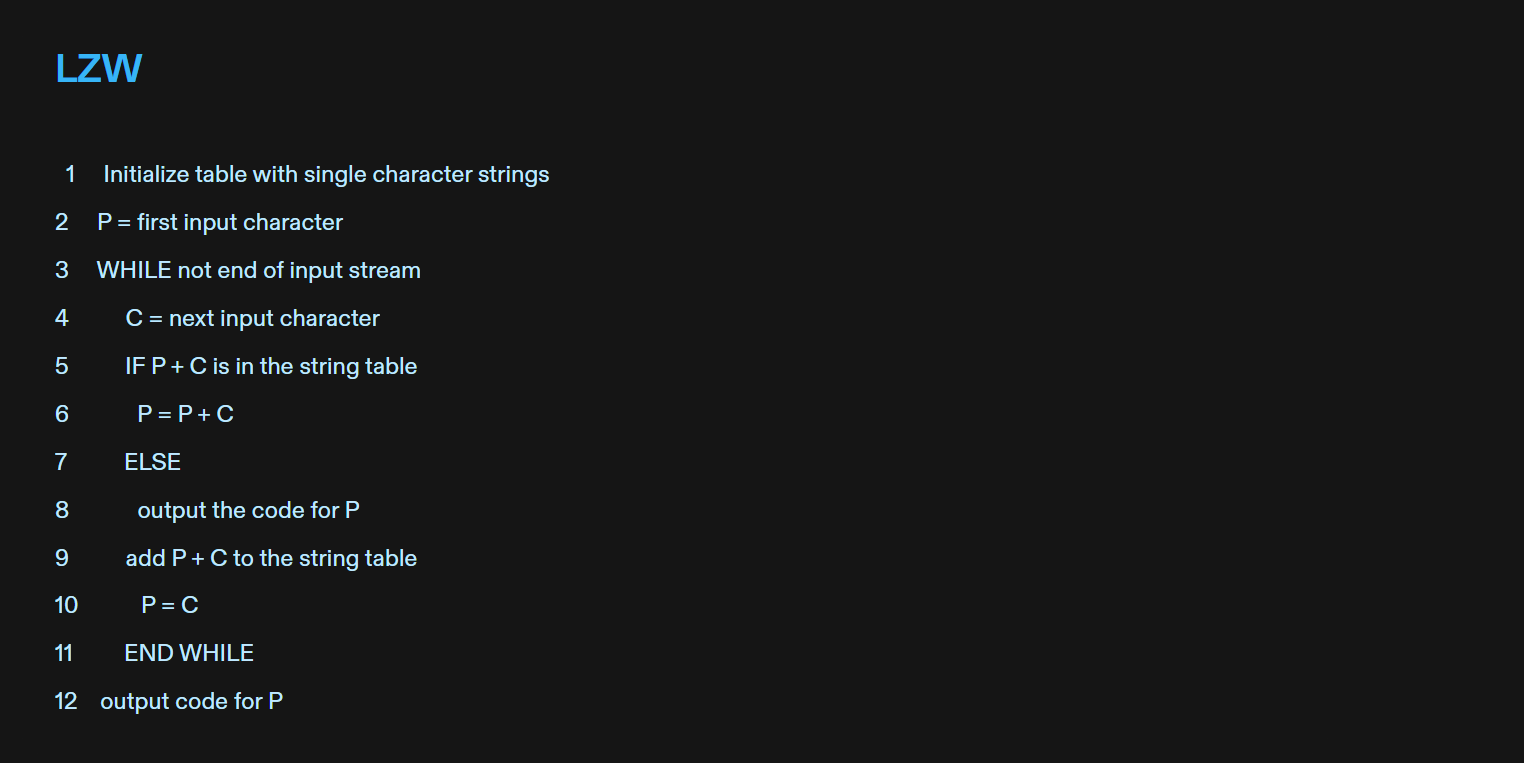 LZW
1 Initialize table with single character strings
2 P = first input character
3 WHILE not end of input stream
4 C = next input character
5 IF P + C is in the string table
6 P = P + C
7 ELSE
8 output the code for P
9 add P + C to the string table
10 P = C
11 END WHILE
12 output code for P